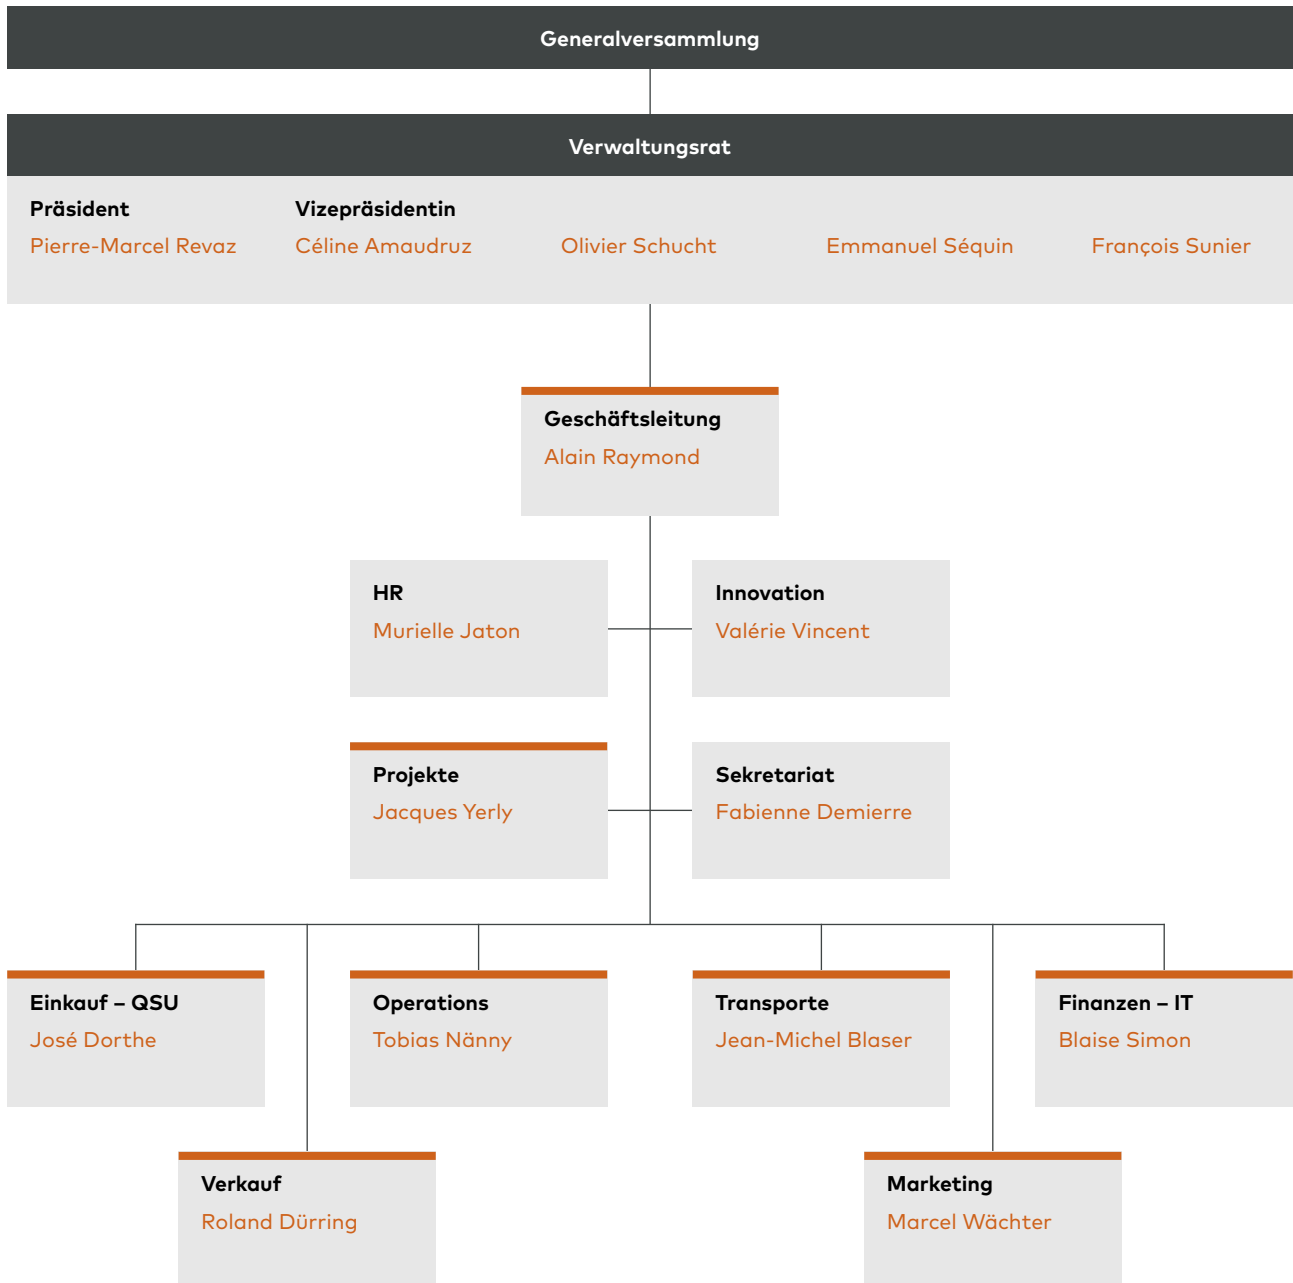 Generalversammlung
Verwaltungsrat
Präsident
Pierre-Marcel Revaz
Vizepräsidentin
Céline Amaudruz
Olivier Schucht
Emmanuel Séquin
François Sunier
Geschäftsleitung
Alain Raymond
HR
Murielle Jaton
Innovation
Valérie Vincent
Projekte
Jacques Yerly
Sekretariat
Fabienne Demierre
Einkauf – QSU
José Dorthe
Operations
Tobias Nänny
Transporte
Jean-Michel Blaser
Finanzen – IT
Blaise Simon
Verkauf
Roland Dürring
Marketing
Marcel Wächter